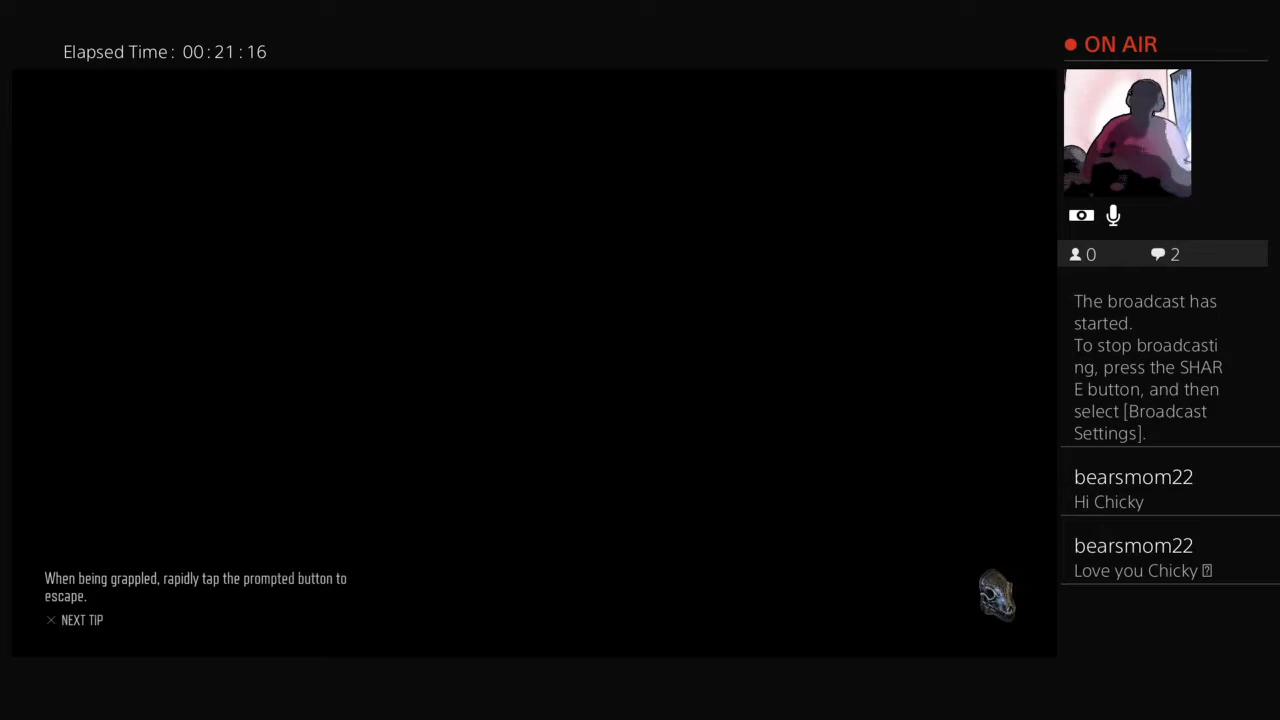 Elapsed Time: 00:21:16
ON AIR
0 2
The broadcast has
started.
To stop broadcasti
ng, press the SHAR
E button, and then
select [Broadcast
Settings].
bearsmom22
Hi Chicky
bearsmom22
Love you Chicky
When being grappled, rapidly tap the prompted button to
escape.
NEXT TIP